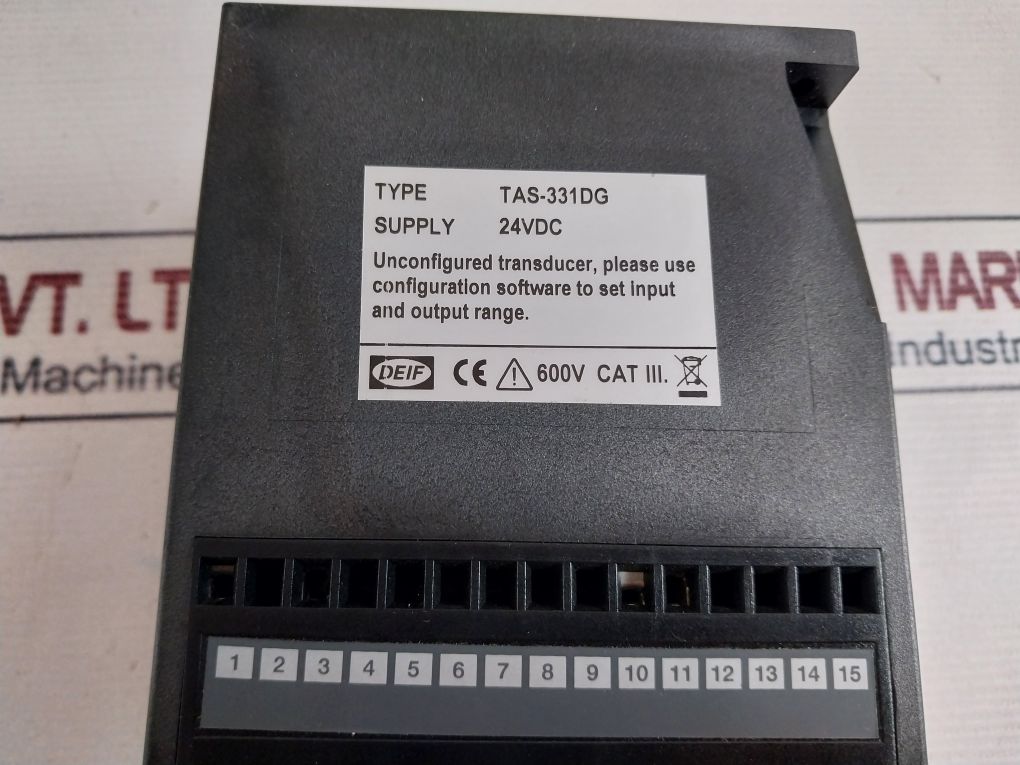 TYPE TAS-331DG
SUPPLY 24VDC
Unconfigured transducer, please use
configuration software to set input
and output range.
DEIF CE 600V CAT III.
VT. LT
Machine
MAR
ndustr
1 2 3 4 5 6 7 8 9 10 11 12 13 14 15